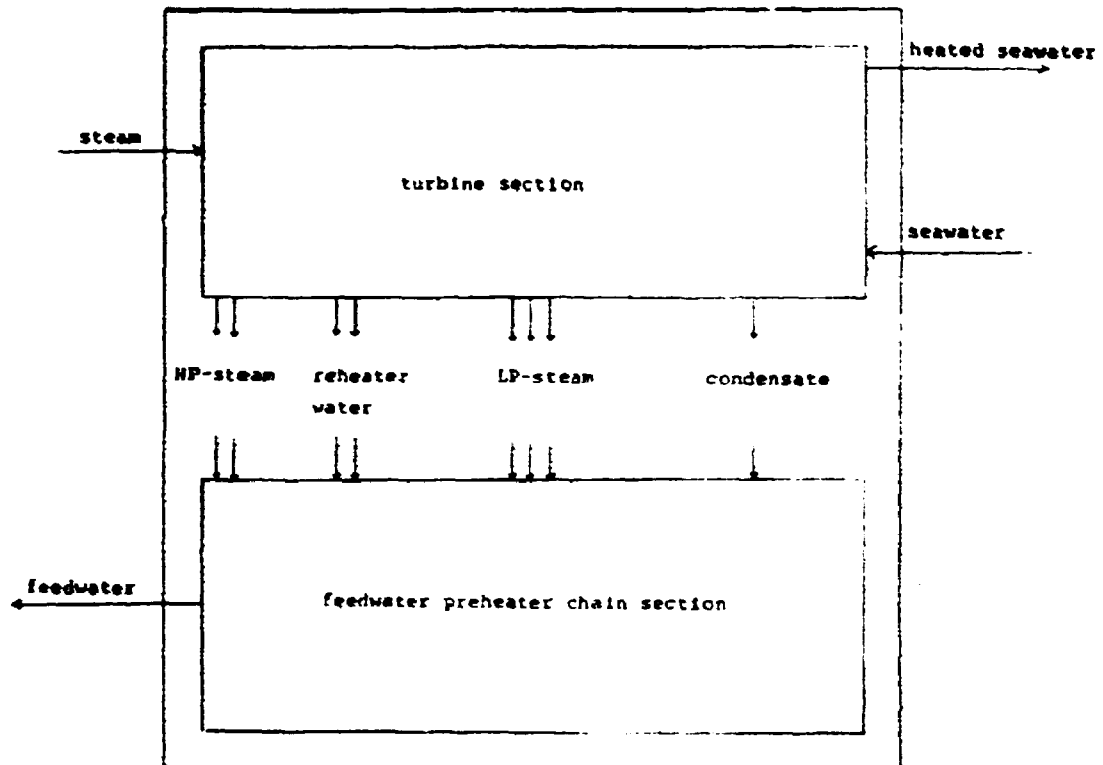 heated seawater
steam
turbine section
seawater
HP-steam
reheater
water
LP-steam
condensate
feedwater
feedwater preheater chain section